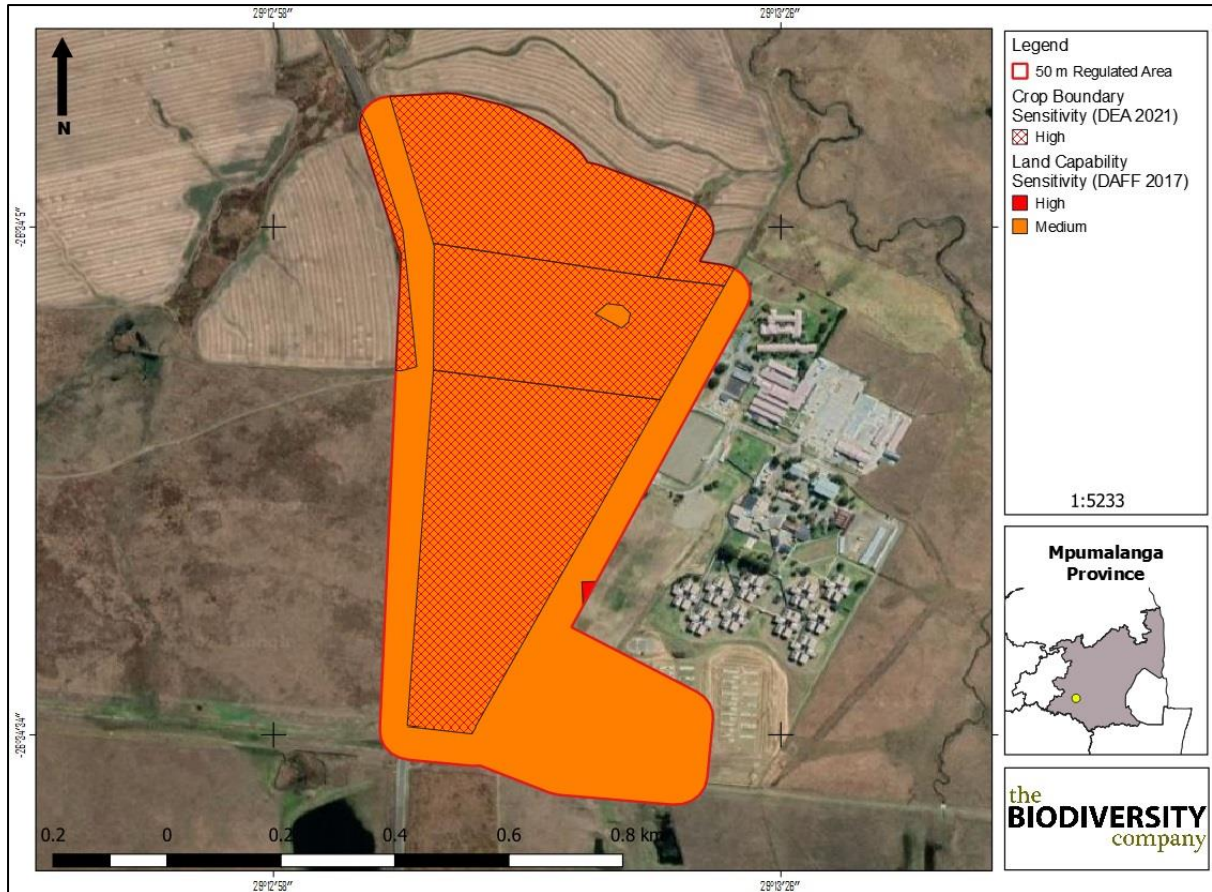 29°12'58"
29°13'26"
N
-26°34'5"
-26°34'34"
0.2
0
0.2
0.4
0.6
0.8 km
29°12'58"
29°13'26"
Legend
50 m Regulated Area
Crop Boundary
Sensitivity (DEA 2021)
High
Land Capability
Sensitivity (DAFF 2017)
High
Medium
1:5233
Mpumalanga
Province
the
BIODIVERSITY
company